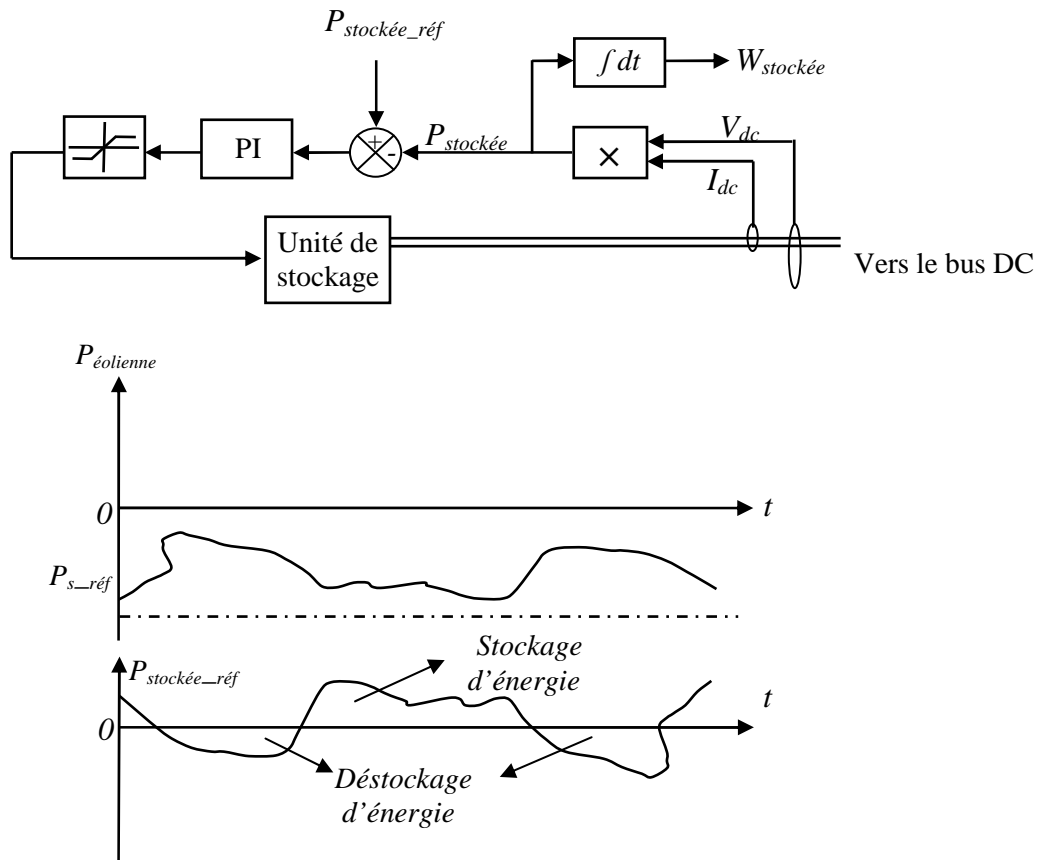 P_stockée_réf
∫ dt
W_stockée
PI
+
-
P_stockée
×
V_dc
I_dc
Unité de
stockage
Vers le bus DC
P_éolienne
0
t
P_s_réf
P_stockée_réf
Stockage
d’énergie
t
0
Déstockage
d’énergie